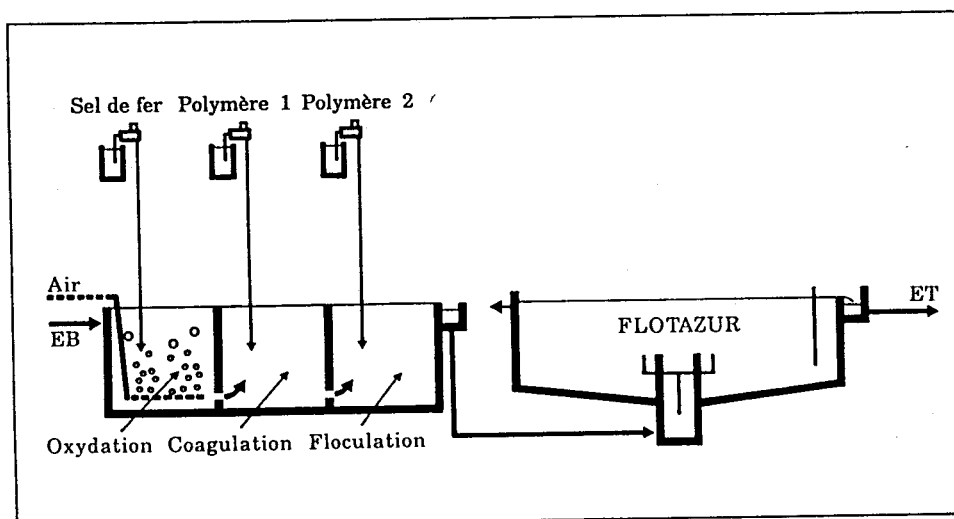 Sel de fer Polymère 1 Polymère 2
Air
EB
FLOTAZUR
ET
Oxydation Coagulation Floculation